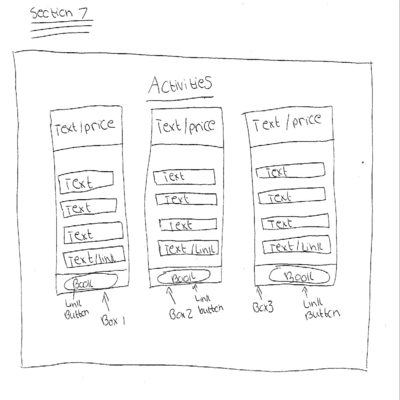 Section 7
Activities
Text/price
Text
Text
Text
Text/Link
Book
Link
Button
Box 1
Text/price
Text
Text
Text
Text/Link
Book
Box2
Link
button
Text/price
Text
Text
Text
Text/Link
Book
Box3
Link
Button